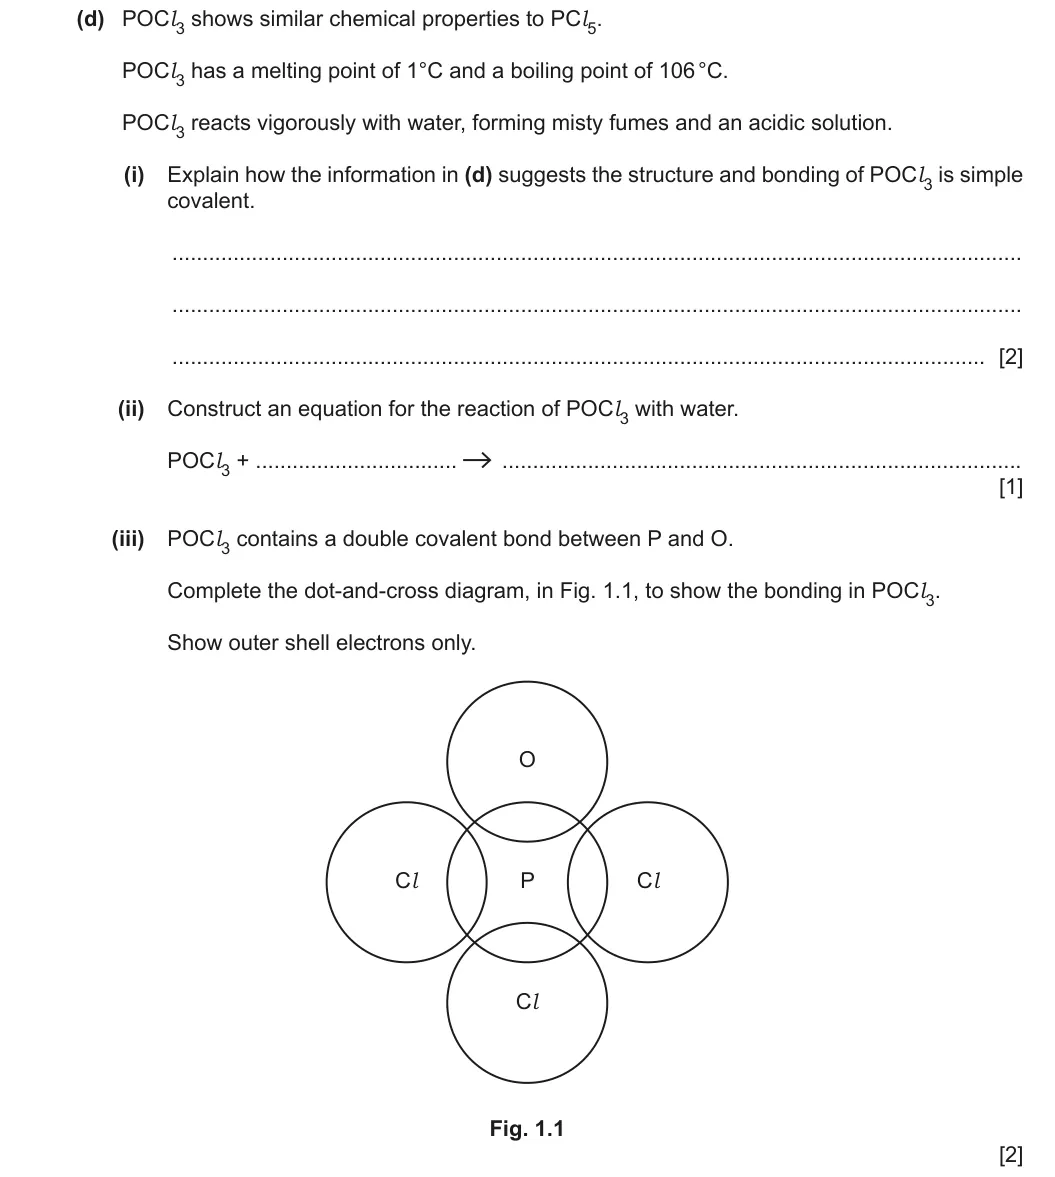 (d) POCl3 shows similar chemical properties to PCl5.
POCl3 has a melting point of 1°C and a boiling point of 106°C.
POCl3 reacts vigorously with water, forming misty fumes and an acidic solution.
(i) Explain how the information in (d) suggests the structure and bonding of POCl3 is simple
covalent.
..........................................................................................................................................
..........................................................................................................................................
.................................................................................................................................... [2]
(ii) Construct an equation for the reaction of POCl3 with water.
POCl3 + ................................. → .....................................................................................
[1]
(iii) POCl3 contains a double covalent bond between P and O.
Complete the dot-and-cross diagram, in Fig. 1.1, to show the bonding in POCl3.
Show outer shell electrons only.
O
Cl P Cl
Cl
Fig. 1.1
[2]